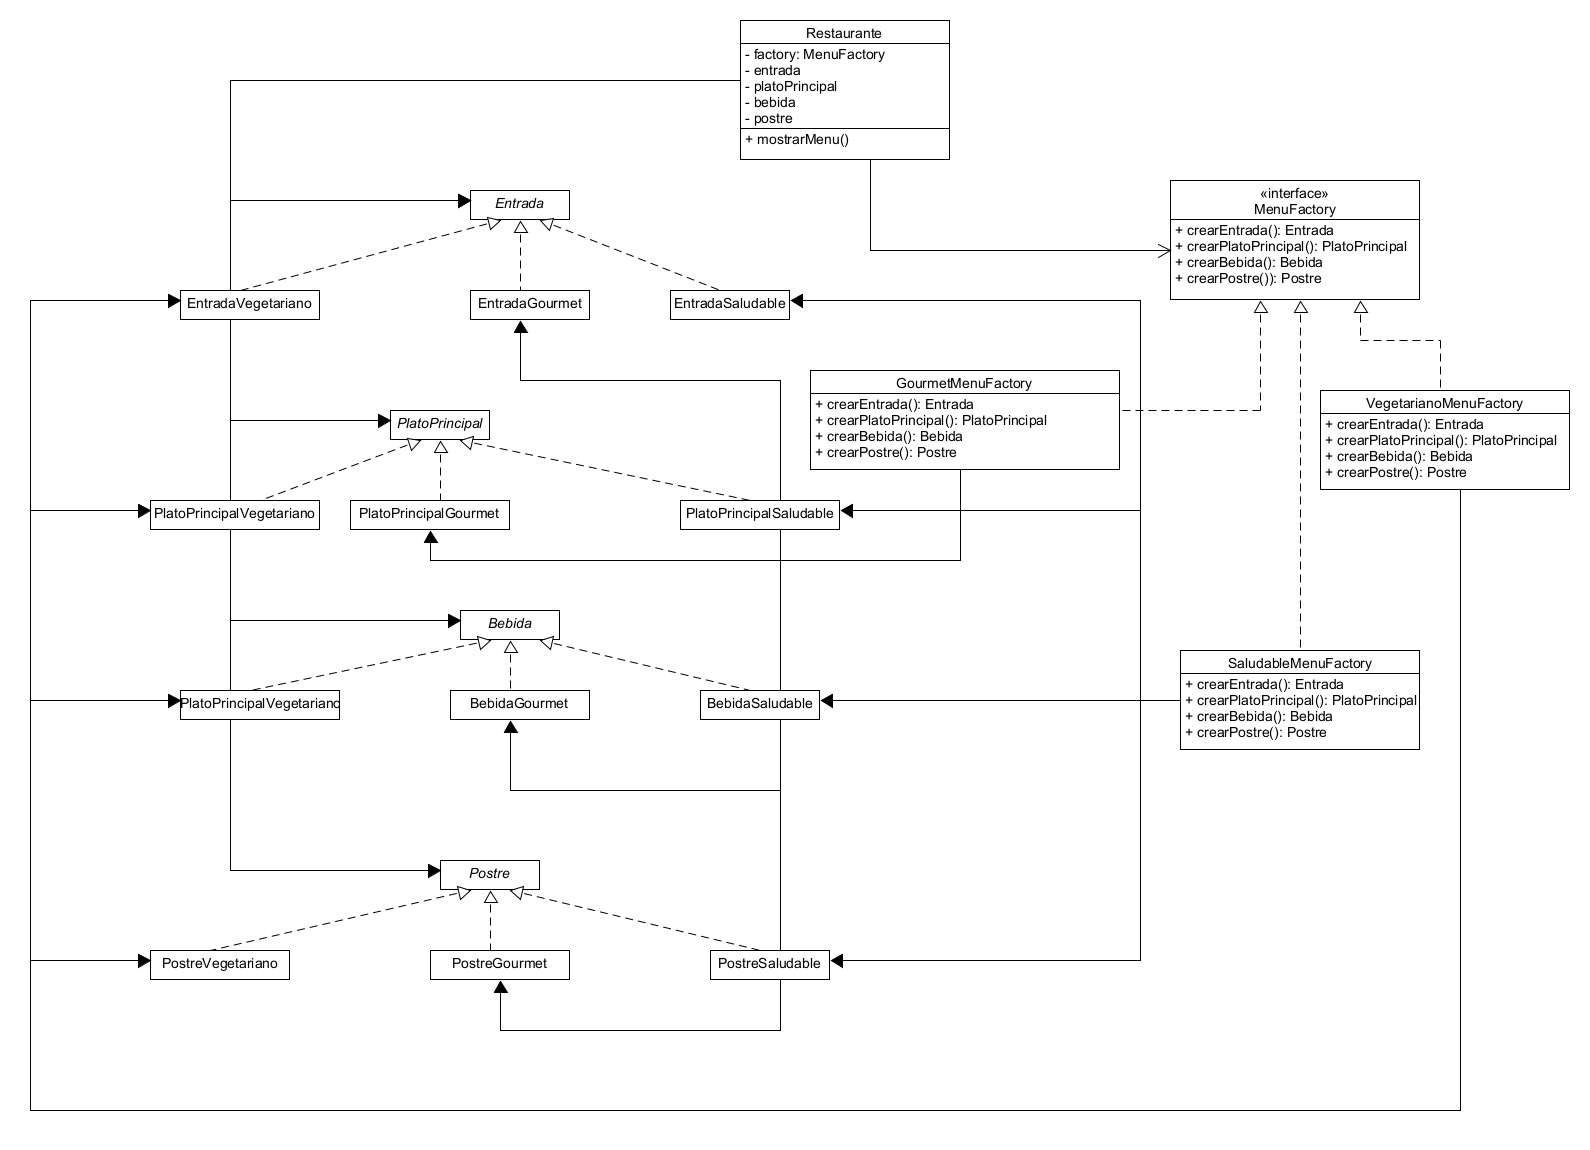 Restaurante
- factory: MenuFactory
- entrada
- platoPrincipal
- bebida
- postre
+ mostrarMenu()
«interface»
MenuFactory
+ crearEntrada(): Entrada
+ crearPlatoPrincipal(): PlatoPrincipal
+ crearBebida(): Bebida
+ crearPostre()): Postre
Entrada
EntradaVegetariano
EntradaGourmet
EntradaSaludable
GourmetMenuFactory
+ crearEntrada(): Entrada
+ crearPlatoPrincipal(): PlatoPrincipal
+ crearBebida(): Bebida
+ crearPostre(): Postre
VegetarianoMenuFactory
+ crearEntrada(): Entrada
+ crearPlatoPrincipal(): PlatoPrincipal
+ crearBebida(): Bebida
+ crearPostre(): Postre
PlatoPrincipal
PlatoPrincipalVegetariano
PlatoPrincipalGourmet
PlatoPrincipalSaludable
Bebida
PlatoPrincipalVegetariano
BebidaGourmet
BebidaSaludable
SaludableMenuFactory
+ crearEntrada(): Entrada
+ crearPlatoPrincipal(): PlatoPrincipal
+ crearBebida(): Bebida
+ crearPostre(): Postre
Postre
PostreVegetariano
PostreGourmet
PostreSaludable